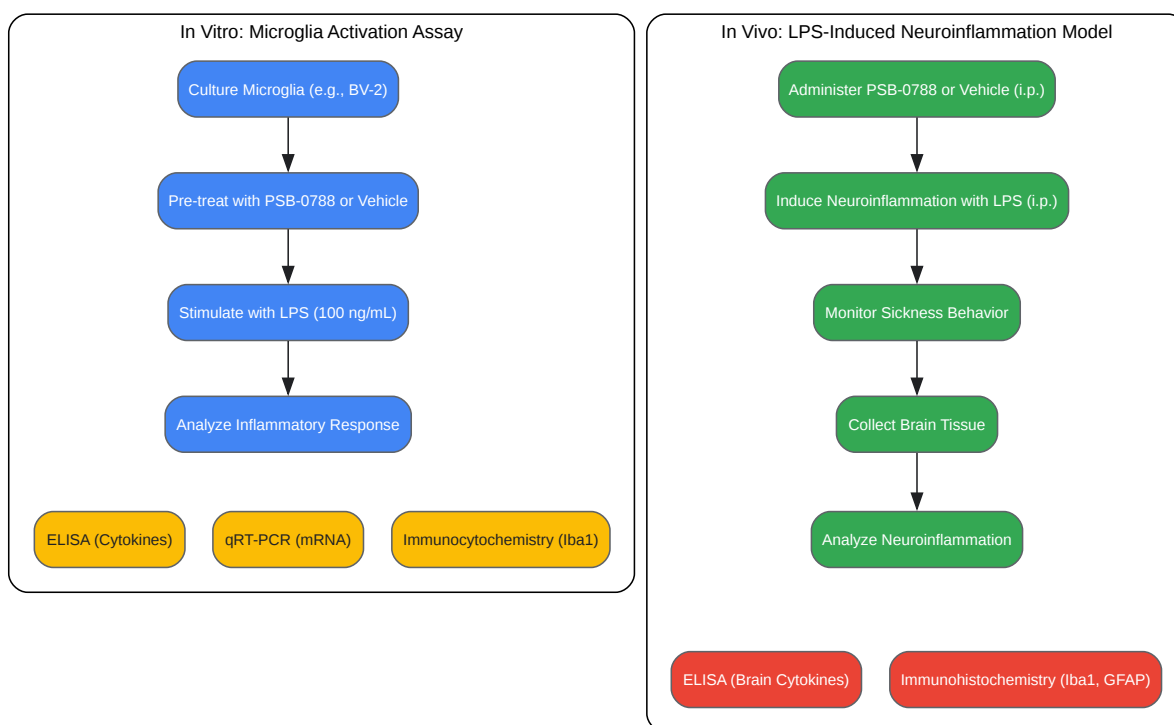 In Vitro: Microglia Activation Assay
Culture Microglia (e.g., BV-2)
Pre-treat with PSB-0788 or Vehicle
Stimulate with LPS (100 ng/mL)
Analyze Inflammatory Response
ELISA (Cytokines)
qRT-PCR (mRNA)
Immunocytochemistry (Iba1)
In Vivo: LPS-Induced Neuroinflammation Model
Administer PSB-0788 or Vehicle (i.p.)
Induce Neuroinflammation with LPS (i.p.)
Monitor Sickness Behavior
Collect Brain Tissue
Analyze Neuroinflammation
ELISA (Brain Cytokines)
Immunohistochemistry (Iba1, GFAP)